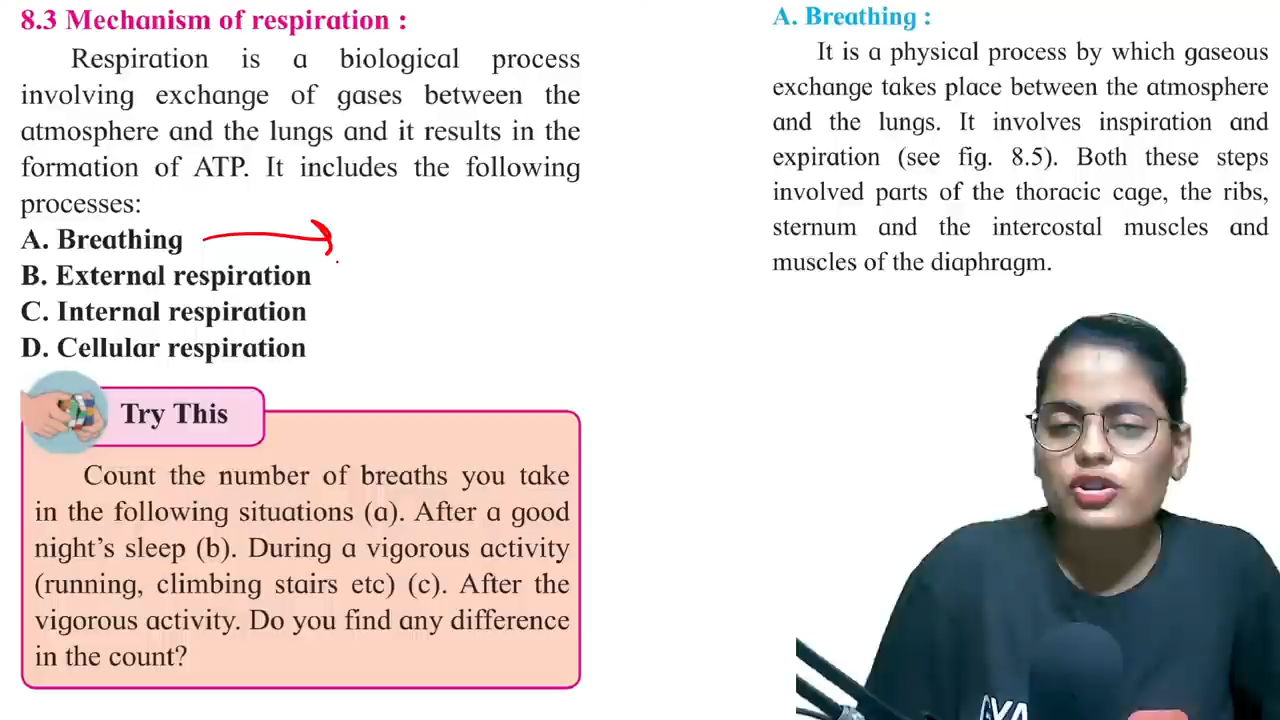 8.3 Mechanism of respiration :
Respiration is a biological process
involving exchange of gases between the
atmosphere and the lungs and it results in the
formation of ATP. It includes the following
processes:
A. Breathing
B. External respiration
C. Internal respiration
D. Cellular respiration
Try This
Count the number of breaths you take
in the following situations (a). After a good
night's sleep (b). During a vigorous activity
(running, climbing stairs etc) (c). After the
vigorous activity. Do you find any difference
in the count?
A. Breathing :
It is a physical process by which gaseous
exchange takes place between the atmosphere
and the lungs. It involves inspiration and
expiration (see fig. 8.5). Both these steps
involved parts of the thoracic cage, the ribs,
sternum and the intercostal muscles and
muscles of the diaphragm.